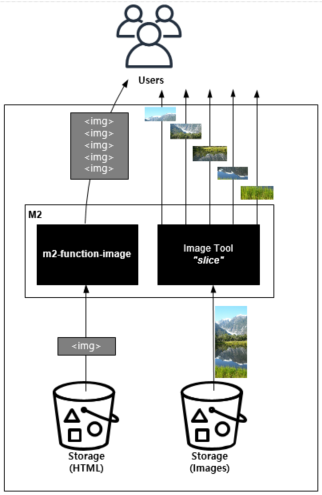 Users
<img>
<img>
<img>
<img>
<img>
M2
m2-function-image
Image Tool
"slice"
<img>
Storage
(HTML)
Storage
(Images)